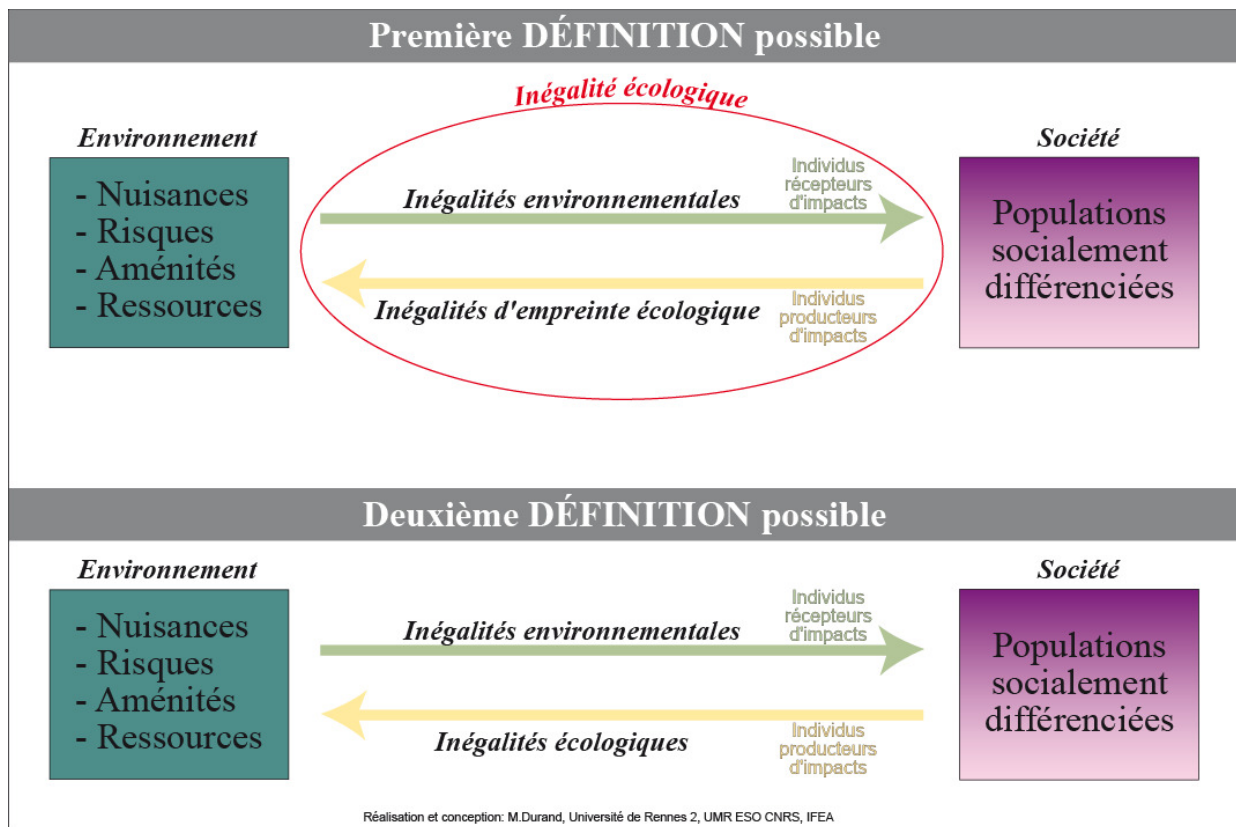 Première DÉFINITION possible
Inégalité écologique
Environnement
- Nuisances
- Risques
- Aménités
- Ressources
Inégalités environnementales
Individus
récepteurs
d'impacts
Inégalités d'empreinte écologique
Individus
producteurs
d'impacts
Société
Populations
socialement
différenciées
Deuxième DÉFINITION possible
Environnement
- Nuisances
- Risques
- Aménités
- Ressources
Inégalités environnementales
Individus
récepteurs
d'impacts
Inégalités écologiques
Individus
producteurs
d'impacts
Société
Populations
socialement
différenciées
Réalisation et conception: M.Durand, Université de Rennes 2, UMR ESO CNRS, IFEA